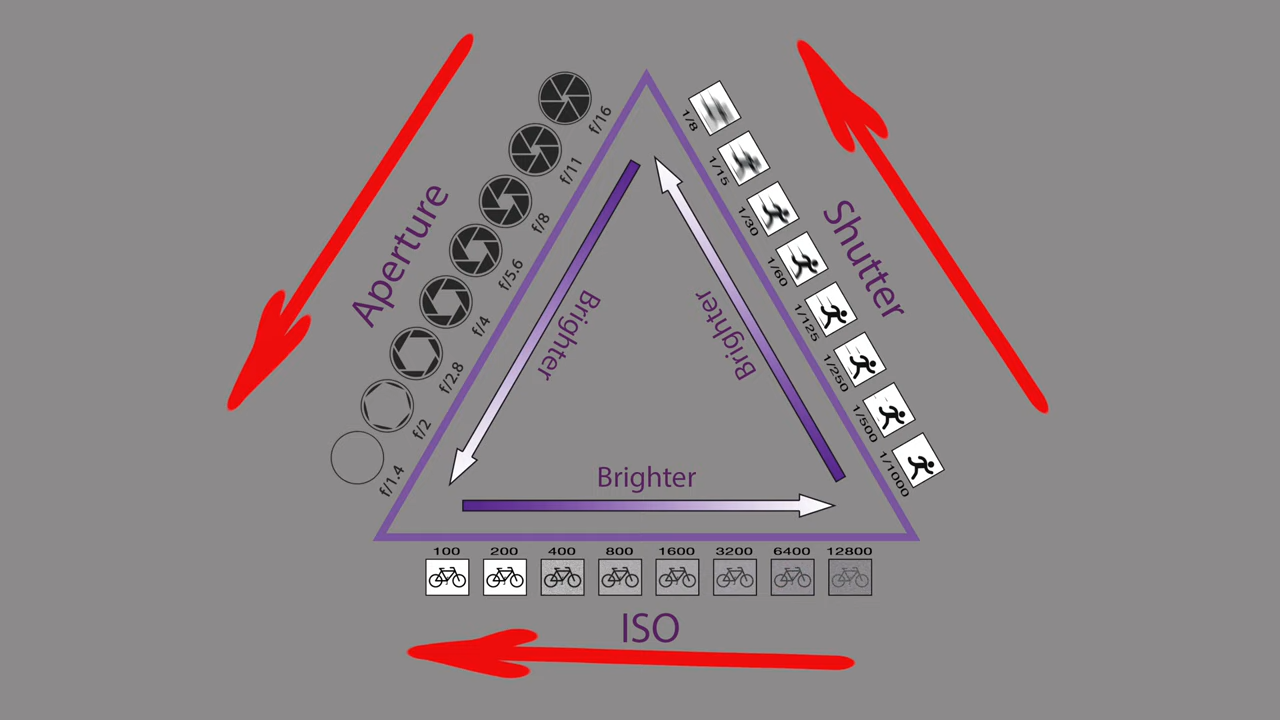 Aperture
f/16
f/11
f/8
f/5.6
f/4
f/2.8
f/2
f/1.4
Shutter
1/8
1/15
1/30
1/60
1/125
1/250
1/500
1/1000
Brighter
Brighter
Brighter
100 200 400 800 1600 3200 6400 12800
ISO